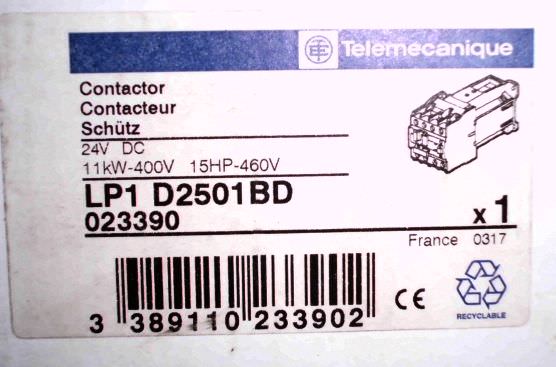 Telemecanique
Contactor
Contacteur
Schütz
24V DC
11kW-400V 15HP-460V
LP1 D2501BD
023390
x 1
France 0317
3 389110 233902
CE
RECYCLABLE